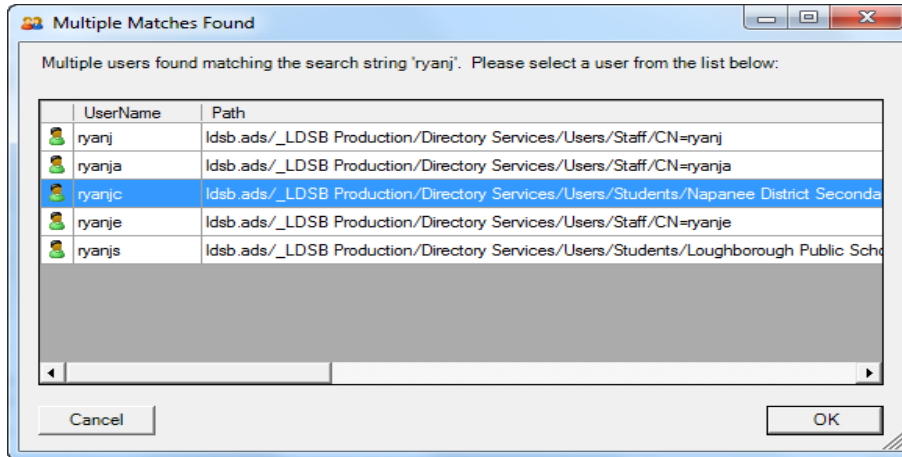 Multiple Matches Found
Multiple users found matching the search string 'ryanj'.  Please select a user from the list below:
UserName Path
ryanj ldsb.ads/_LDSB Production/Directory Services/Users/Staff/CN=ryanj
ryanja ldsb.ads/_LDSB Production/Directory Services/Users/Staff/CN=ryanja
ryanjc ldsb.ads/_LDSB Production/Directory Services/Users/Students/Napanee District Seconda
ryanje ldsb.ads/_LDSB Production/Directory Services/Users/Staff/CN=ryanje
ryanjs ldsb.ads/_LDSB Production/Directory Services/Users/Students/Loughborough Public Scho
Cancel OK